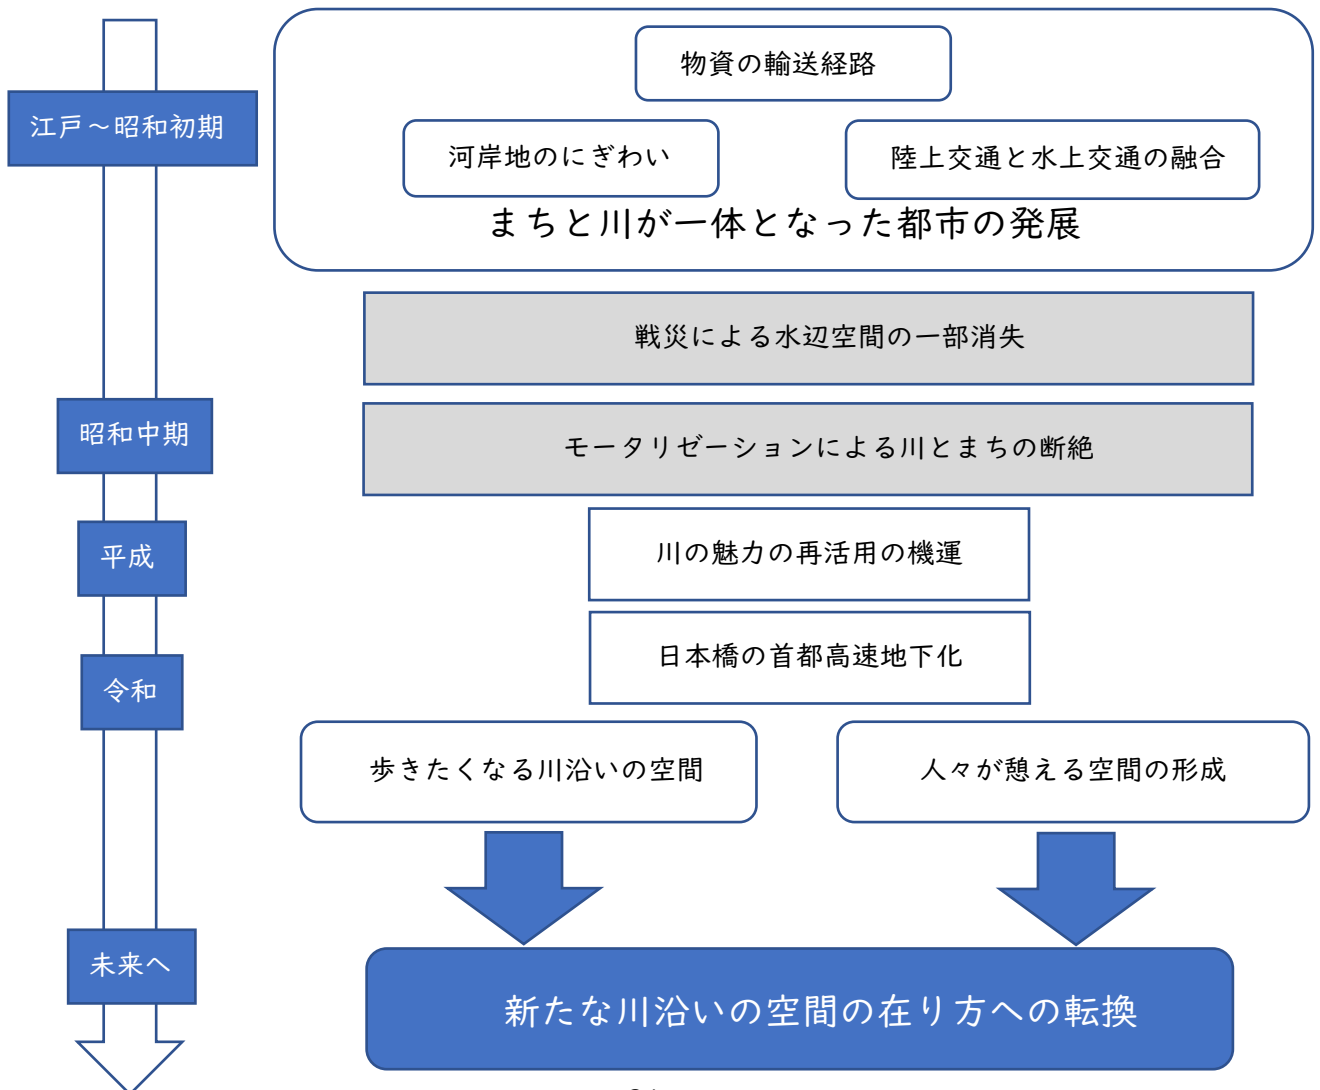 物資の輸送経路
江戸～昭和初期
河岸地のにぎわい
陸上交通と水上交通の融合
まちと川が一体となった都市の発展
戦災による水辺空間の一部消失
昭和中期
モータリゼーションによる川とまちの断絶
平成
川の魅力の再活用の機運
日本橋の首都高速地下化
令和
歩きたくなる川沿いの空間
人々が憩える空間の形成
未来へ
新たな川沿いの空間の在り方への転換